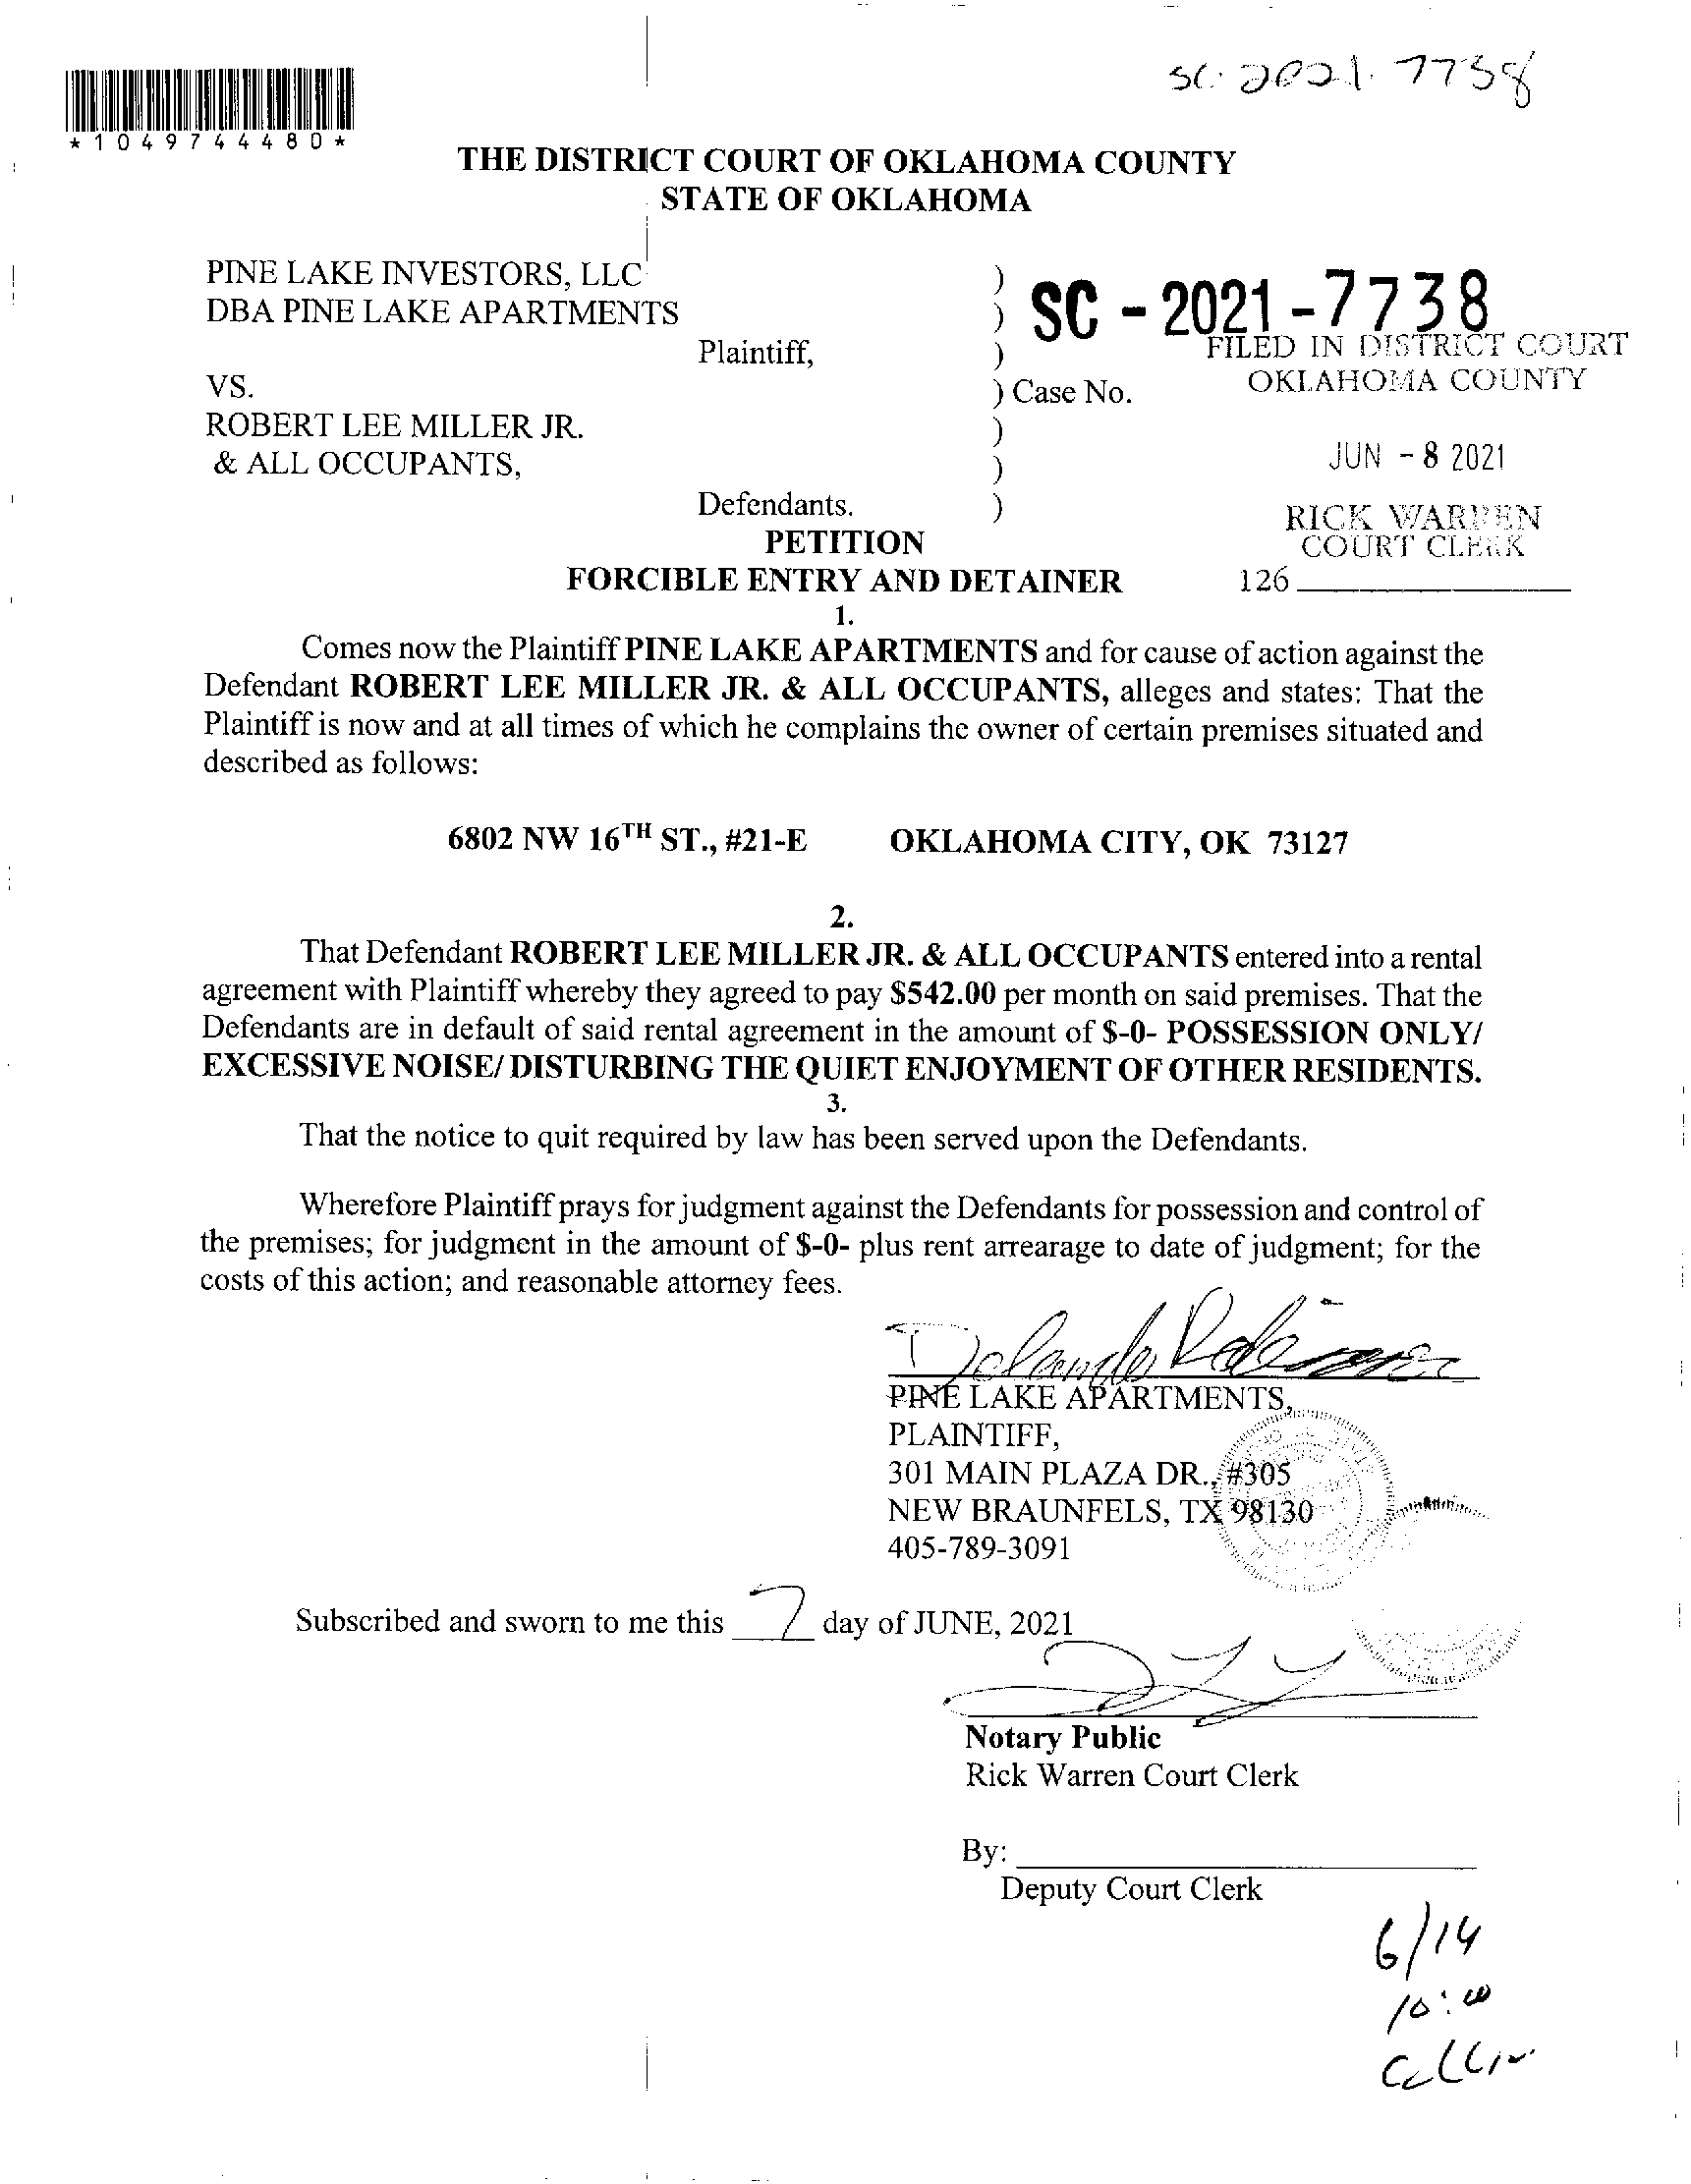 SC-2021-7738
*1049744480*
THE DISTRICT COURT OF OKLAHOMA COUNTY
STATE OF OKLAHOMA
PINE LAKE INVESTORS, LLC )
DBA PINE LAKE APARTMENTS ) SC-2021-7738
Plaintiff, ) FILED IN DISTRICT COURT
VS. ) Case No. OKLAHOMA COUNTY
ROBERT LEE MILLER JR. )
& ALL OCCUPANTS, ) JUN - 8 2021
Defendants. ) RICK WARREN
PETITION COURT CLERK
FORCIBLE ENTRY AND DETAINER 126
1.
Comes now the Plaintiff PINE LAKE APARTMENTS and for cause of action against the
Defendant ROBERT LEE MILLER JR. & ALL OCCUPANTS, alleges and states: That the
Plaintiff is now and at all times of which he complains the owner of certain premises situated and
described as follows:
6802 NW 16TH ST., #21-E OKLAHOMA CITY, OK 73127
2.
That Defendant ROBERT LEE MILLER JR. & ALL OCCUPANTS entered into a rental
agreement with Plaintiff whereby they agreed to pay $542.00 per month on said premises. That the
Defendants are in default of said rental agreement in the amount of $-0- POSSESSION ONLY/
EXCESSIVE NOISE/ DISTURBING THE QUIET ENJOYMENT OF OTHER RESIDENTS.
3.
That the notice to quit required by law has been served upon the Defendants.
Wherefore Plaintiff prays for judgment against the Defendants for possession and control of
the premises; for judgment in the amount of $-0- plus rent arrearage to date of judgment; for the
costs of this action; and reasonable attorney fees.
PINE LAKE APARTMENTS,
PLAINTIFF,
301 MAIN PLAZA DR., #305
NEW BRAUNFELS, TX 98130
405-789-3091
Subscribed and sworn to me this 7 day of JUNE, 2021
Notary Public
Rick Warren Court Clerk
By:
Deputy Court Clerk
6/14
10:00